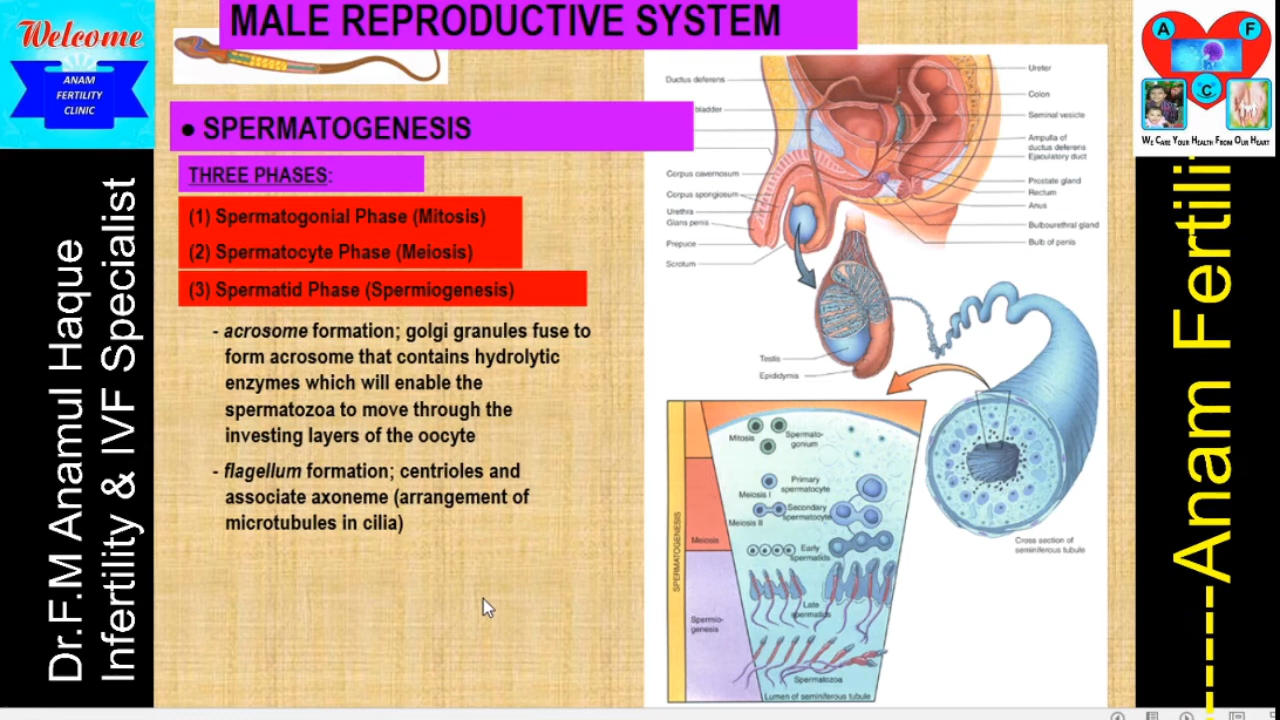 MALE REPRODUCTIVE SYSTEM
Welcome
ANAM
FERTILITY
CLINIC
Dr.F.M Anamul Haque
Infertility & IVF Specialist
● SPERMATOGENESIS
THREE PHASES:
(1) Spermatogonial Phase (Mitosis)
(2) Spermatocyte Phase (Meiosis)
(3) Spermatid Phase (Spermiogenesis)
- acrosome formation; golgi granules fuse to
form acrosome that contains hydrolytic
enzymes which will enable the
spermatozoa to move through the
investing layers of the oocyte
- flagellum formation; centrioles and
associate axoneme (arrangement of
microtubules in cilia)
Ductus deferens
bladder
Corpus cavernosum
Corpus spongiosum
Urethra
Glans penis
Prepuce
Scrotum
Ureter
Colon
Seminal vesicle
Ampulla of
ductus deferens
Ejaculatory duct
Prostate gland
Rectum
Anus
Bulbourethral gland
Bulb of penis
Testis
Epididymis
Cross section of
seminiferous tubule
SPERMATOGENESIS
Meiosis
Spermio-
genesis
Mitosis
Spermato-
gonium
Primary
spermatocyte
Meiosis I
Secondary
spermatocyte
Meiosis II
Early
spermatids
Late
spermatids
Spermatozoa
Lumen of seminiferous tubule
A
F
C
WE CARE YOUR HEALTH FROM OUR HEART
-----Anam Fertili